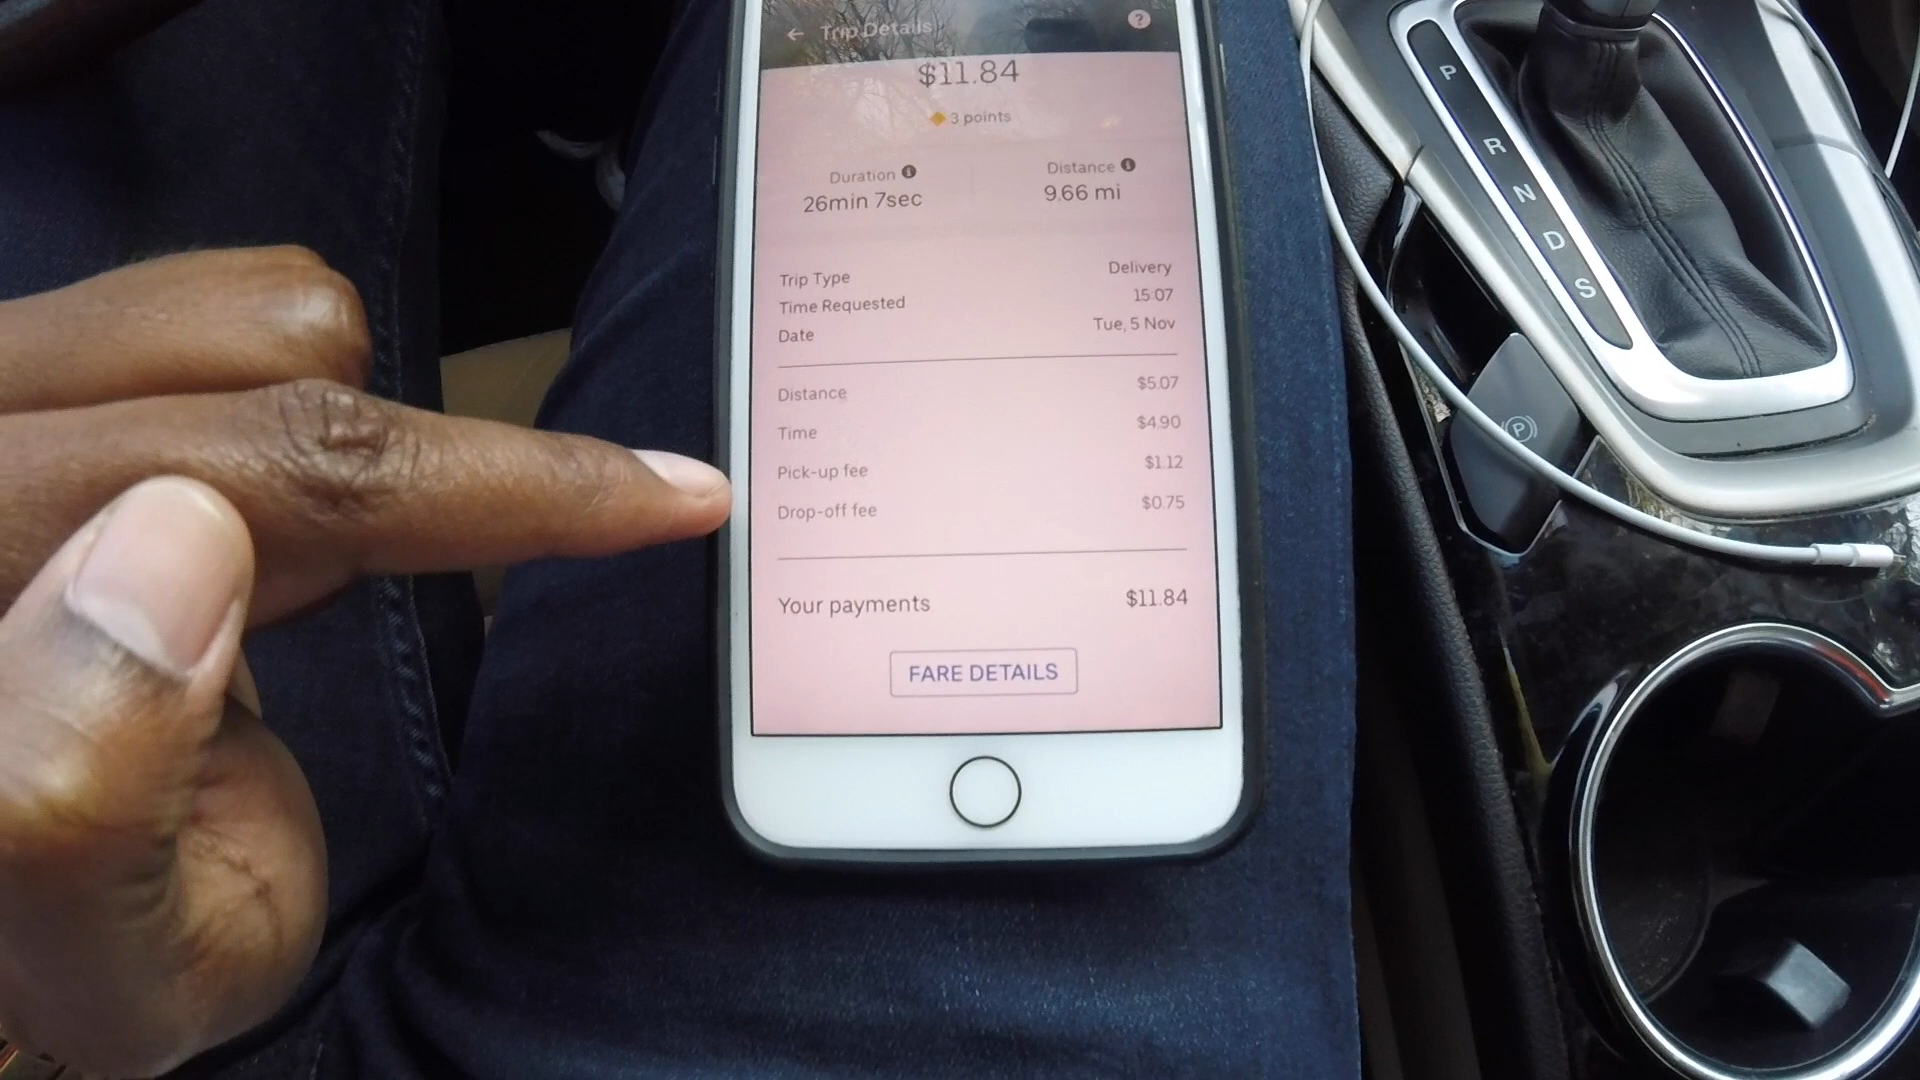 Trip Details
?
$11.84
3 points
Duration
26min 7sec
Distance
9.66 mi
Trip Type Delivery
Time Requested 15:07
Date Tue, 5 Nov
Distance $5.07
Time $4.90
Pick-up fee $1.12
Drop-off fee $0.75
Your payments $11.84
FARE DETAILS
P
R
N
D
S
P